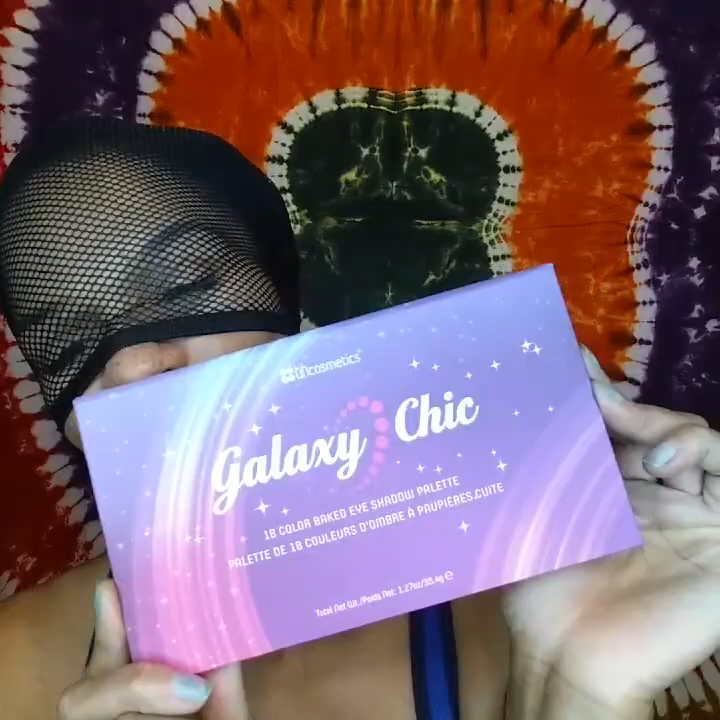 bhcosmetics
Galaxy Chic
18 COLOR BAKED EYE SHADOW PALETTE
PALETTE DE 18 COULEURS D'OMBRE À PAUPIÈRES.CUITE
Total Net Wt./Poids Net: 1.27oz/35.4g ℮